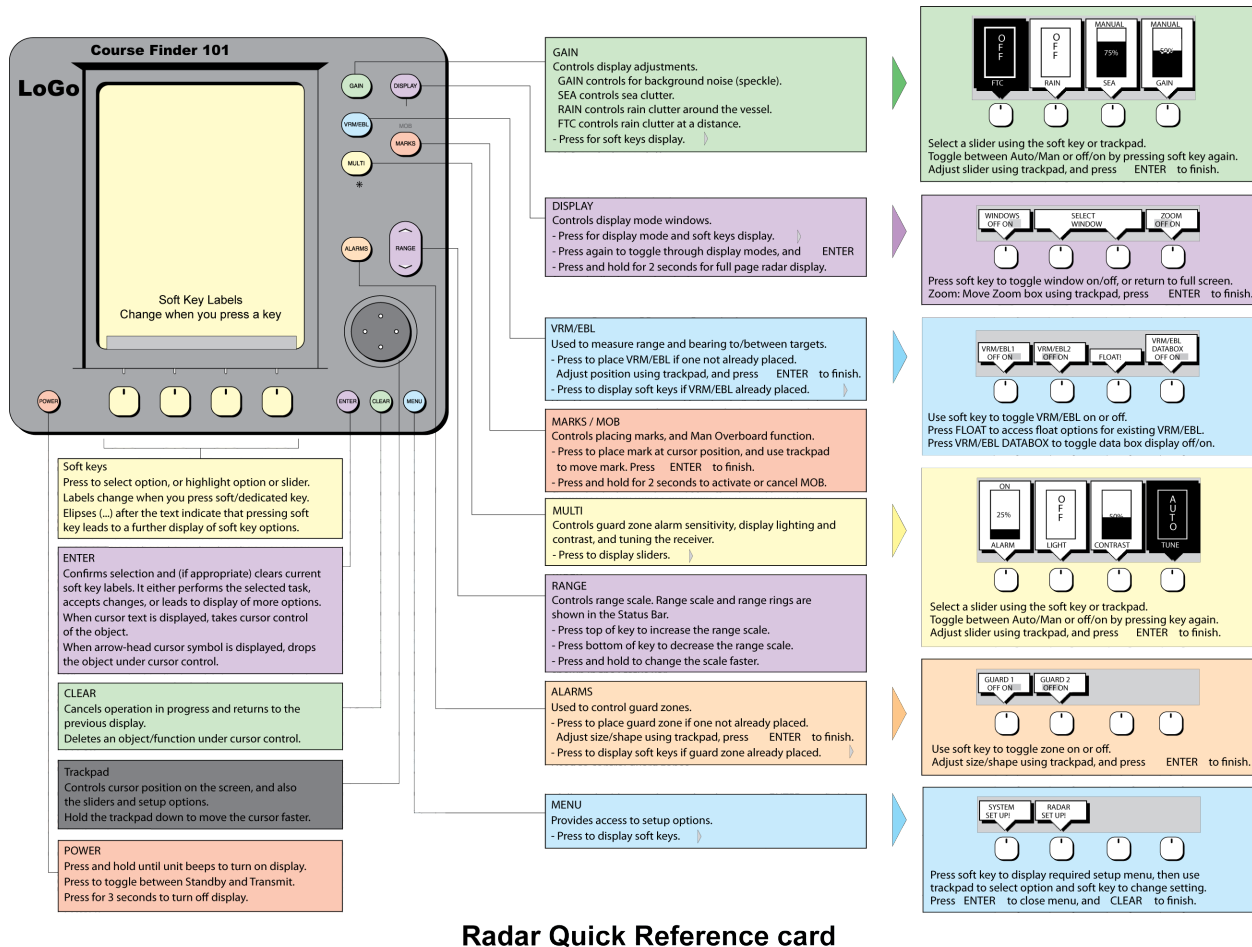 Course Finder 101
LoGo
GAIN
DISPLAY
VRM/EBL
MOB
MARKS
MULTI
ALARMS
RANGE
Soft Key Labels
Change when you press a key
POWER
ENTER
CLEAR
MENU
Soft keys
Press to select option, or highlight option or slider.
Labels change when you press soft/dedicated key.
Elipses (...) after the text indicate that pressing soft
key leads to a further display of soft key options.
ENTER
Confirms selection and (if appropriate) clears current
soft key labels. It either performs the selected task,
accepts changes, or leads to display of more options.
When cursor text is displayed, takes cursor control
of the object.
When arrow-head cursor symbol is displayed, drops
the object under cursor control.
CLEAR
Cancels operation in progress and returns to the
previous display.
Deletes an object/function under cursor control.
Trackpad
Controls cursor position on the screen, and also
the sliders and setup options.
Hold the trackpad down to move the cursor faster.
POWER
Press and hold until unit beeps to turn on display.
Press to toggle between Standby and Transmit.
Press for 3 seconds to turn off display.
GAIN
Controls display adjustments.
GAIN controls for background noise (speckle).
SEA controls sea clutter.
RAIN controls rain clutter around the vessel.
FTC controls rain clutter at a distance.
- Press for soft keys display.
DISPLAY
Controls display mode windows.
- Press for display mode and soft keys display.
- Press again to toggle through display modes, and ENTER
- Press and hold for 2 seconds for full page radar display.
VRM/EBL
Used to measure range and bearing to/between targets.
- Press to place VRM/EBL if one not already placed.
Adjust position using trackpad, and press ENTER to finish.
- Press to display soft keys if VRM/EBL already placed.
MARKS / MOB
Controls placing marks, and Man Overboard function.
- Press to place mark at cursor position, and use trackpad
to move mark. Press ENTER to finish.
- Press and hold for 2 seconds to activate or cancel MOB.
MULTI
Controls guard zone alarm sensitivity, display lighting and
contrast, and tuning the receiver.
- Press to display sliders.
RANGE
Controls range scale. Range scale and range rings are
shown in the Status Bar.
- Press top of key to increase the range scale.
- Press bottom of key to decrease the range scale.
- Press and hold to change the scale faster.
ALARMS
Used to control guard zones.
- Press to place guard zone if one not already placed.
Adjust size/shape using trackpad, press ENTER to finish.
- Press to display soft keys if guard zone already placed.
MENU
Provides access to setup options.
- Press to display soft keys.
OFF
FTC
OFF
RAIN
MANUAL
75%
SEA
MANUAL
50%
GAIN
Select a slider using the soft key or trackpad.
Toggle between Auto/Man or off/on by pressing soft key again.
Adjust slider using trackpad, and press ENTER to finish.
WINDOWS
OFF ON
SELECT
WINDOW
ZOOM
OFF ON
Press soft key to toggle window on/off, or return to full screen.
Zoom: Move Zoom box using trackpad, press ENTER to finish.
VRM/EBL1
OFF ON
VRM/EBL2
OFF ON
FLOAT!
VRM/EBL
DATABOX
OFF ON
Use soft key to toggle VRM/EBL on or off.
Press FLOAT to access float options for existing VRM/EBL.
Press VRM/EBL DATABOX to toggle data box display off/on.
ON
25%
ALARM
OFF
LIGHT
50%
CONTRAST
AUTO
TUNE
Select a slider using the soft key or trackpad.
Toggle between Auto/Man or off/on by pressing key again.
Adjust slider using trackpad, and press ENTER to finish.
GUARD 1
OFF ON
GUARD 2
OFF ON
Use soft key to toggle zone on or off.
Adjust size/shape using trackpad, and press ENTER to finish.
SYSTEM
SET UP!
RADAR
SET UP!
Press soft key to display required setup menu, then use
trackpad to select option and soft key to change setting.
Press ENTER to close menu, and CLEAR to finish.
Radar Quick Reference card